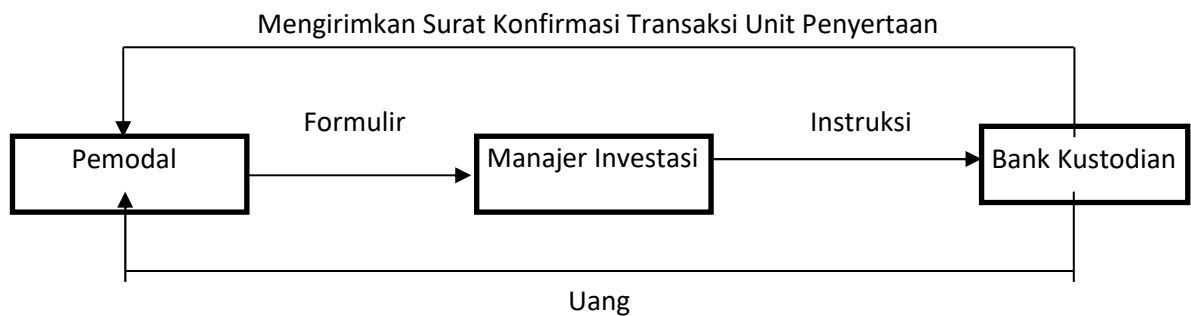 Mengirimkan Surat Konfirmasi Transaksi Unit Penyertaan
Formulir
Instruksi
Pemodal
Manajer Investasi
Bank Kustodian
Uang